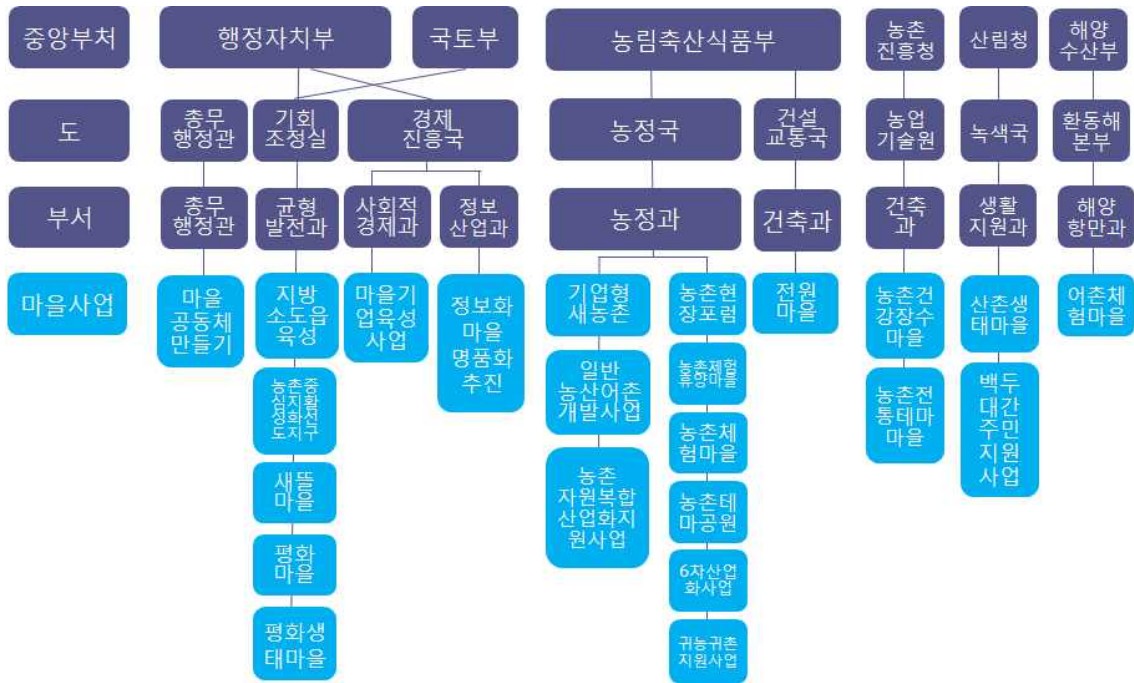 중앙부처
행정자치부
국토부
농림축산식품부
농촌
진흥청
산림청
해양
수산부
도
총무
행정관
기회
조정실
경제
진흥국
농정국
건설
교통국
농업
기술원
녹색국
환동해
본부
부서
총무
행정관
균형
발전과
사회적
경제과
정보
산업과
농정과
건축과
건축
과
생활
지원과
해양
항만과
마을사업
마을
공동체
만들기
지방
소도읍
육성
마을기
업육성
사업
정보화
마을
명품화
추진
기업형
새농촌
농촌현
장포럼
전원
마을
농촌건
강장수
마을
산촌생
태마을
어촌체
험마을
농촌중
심지활
성화선
도지구
일반
농산어촌
개발사업
농촌체험
휴양마을
농촌전
통테마
마을
백두
대간
주민
지원
사업
새뜰
마을
농촌
자원복합
산업화지
원사업
농촌체
험마을
평화
마을
농촌테
마공원
평화생
태마을
6자산업
화사업
귀농귀촌
지원사업